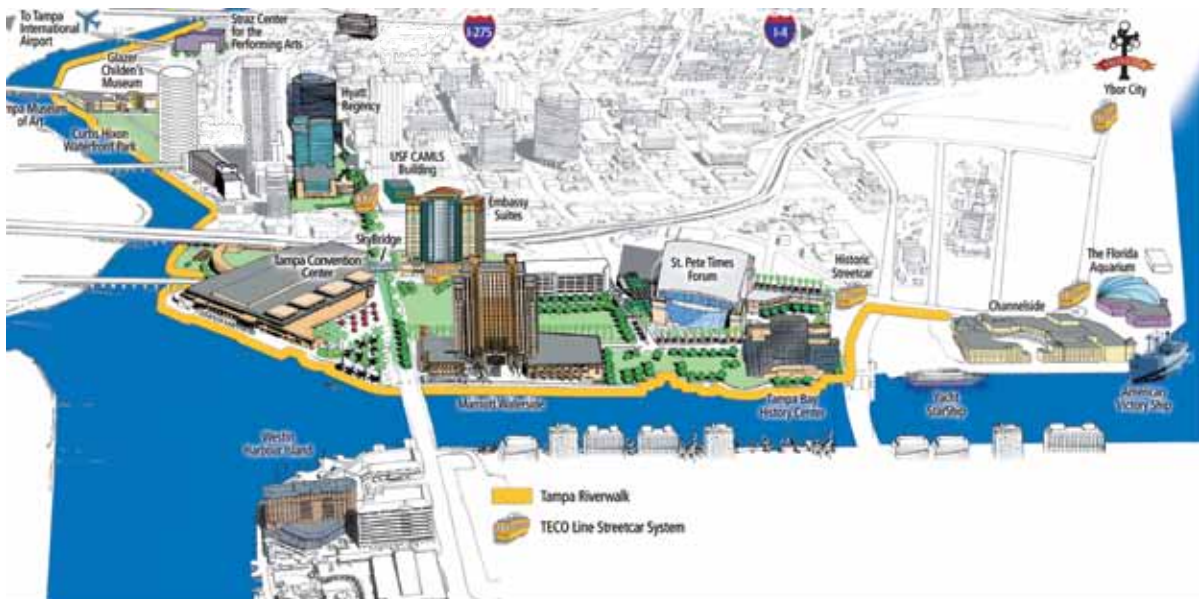 To Tampa
International
Airport
Straz Center
for the
Performing Arts
I-275
I-4
Ybor City
Glazer
Childen's
Museum
mpa Museum
of Art
Curtis Hixon
Waterfront Park
Hyatt
Regency
USF CAMLS
Building
Embassy
Suites
SkyBridge
Tampa Convention
Center
St. Pete Times
Forum
Historic
Streetcar
The Florida
Aquarium
Channelside
Marriott Waterside
Tampa Bay
History Center
Yacht
StarShip
American
Victory Ship
Westin
Harbour Island
Tampa Riverwalk
TECO Line Streetcar System